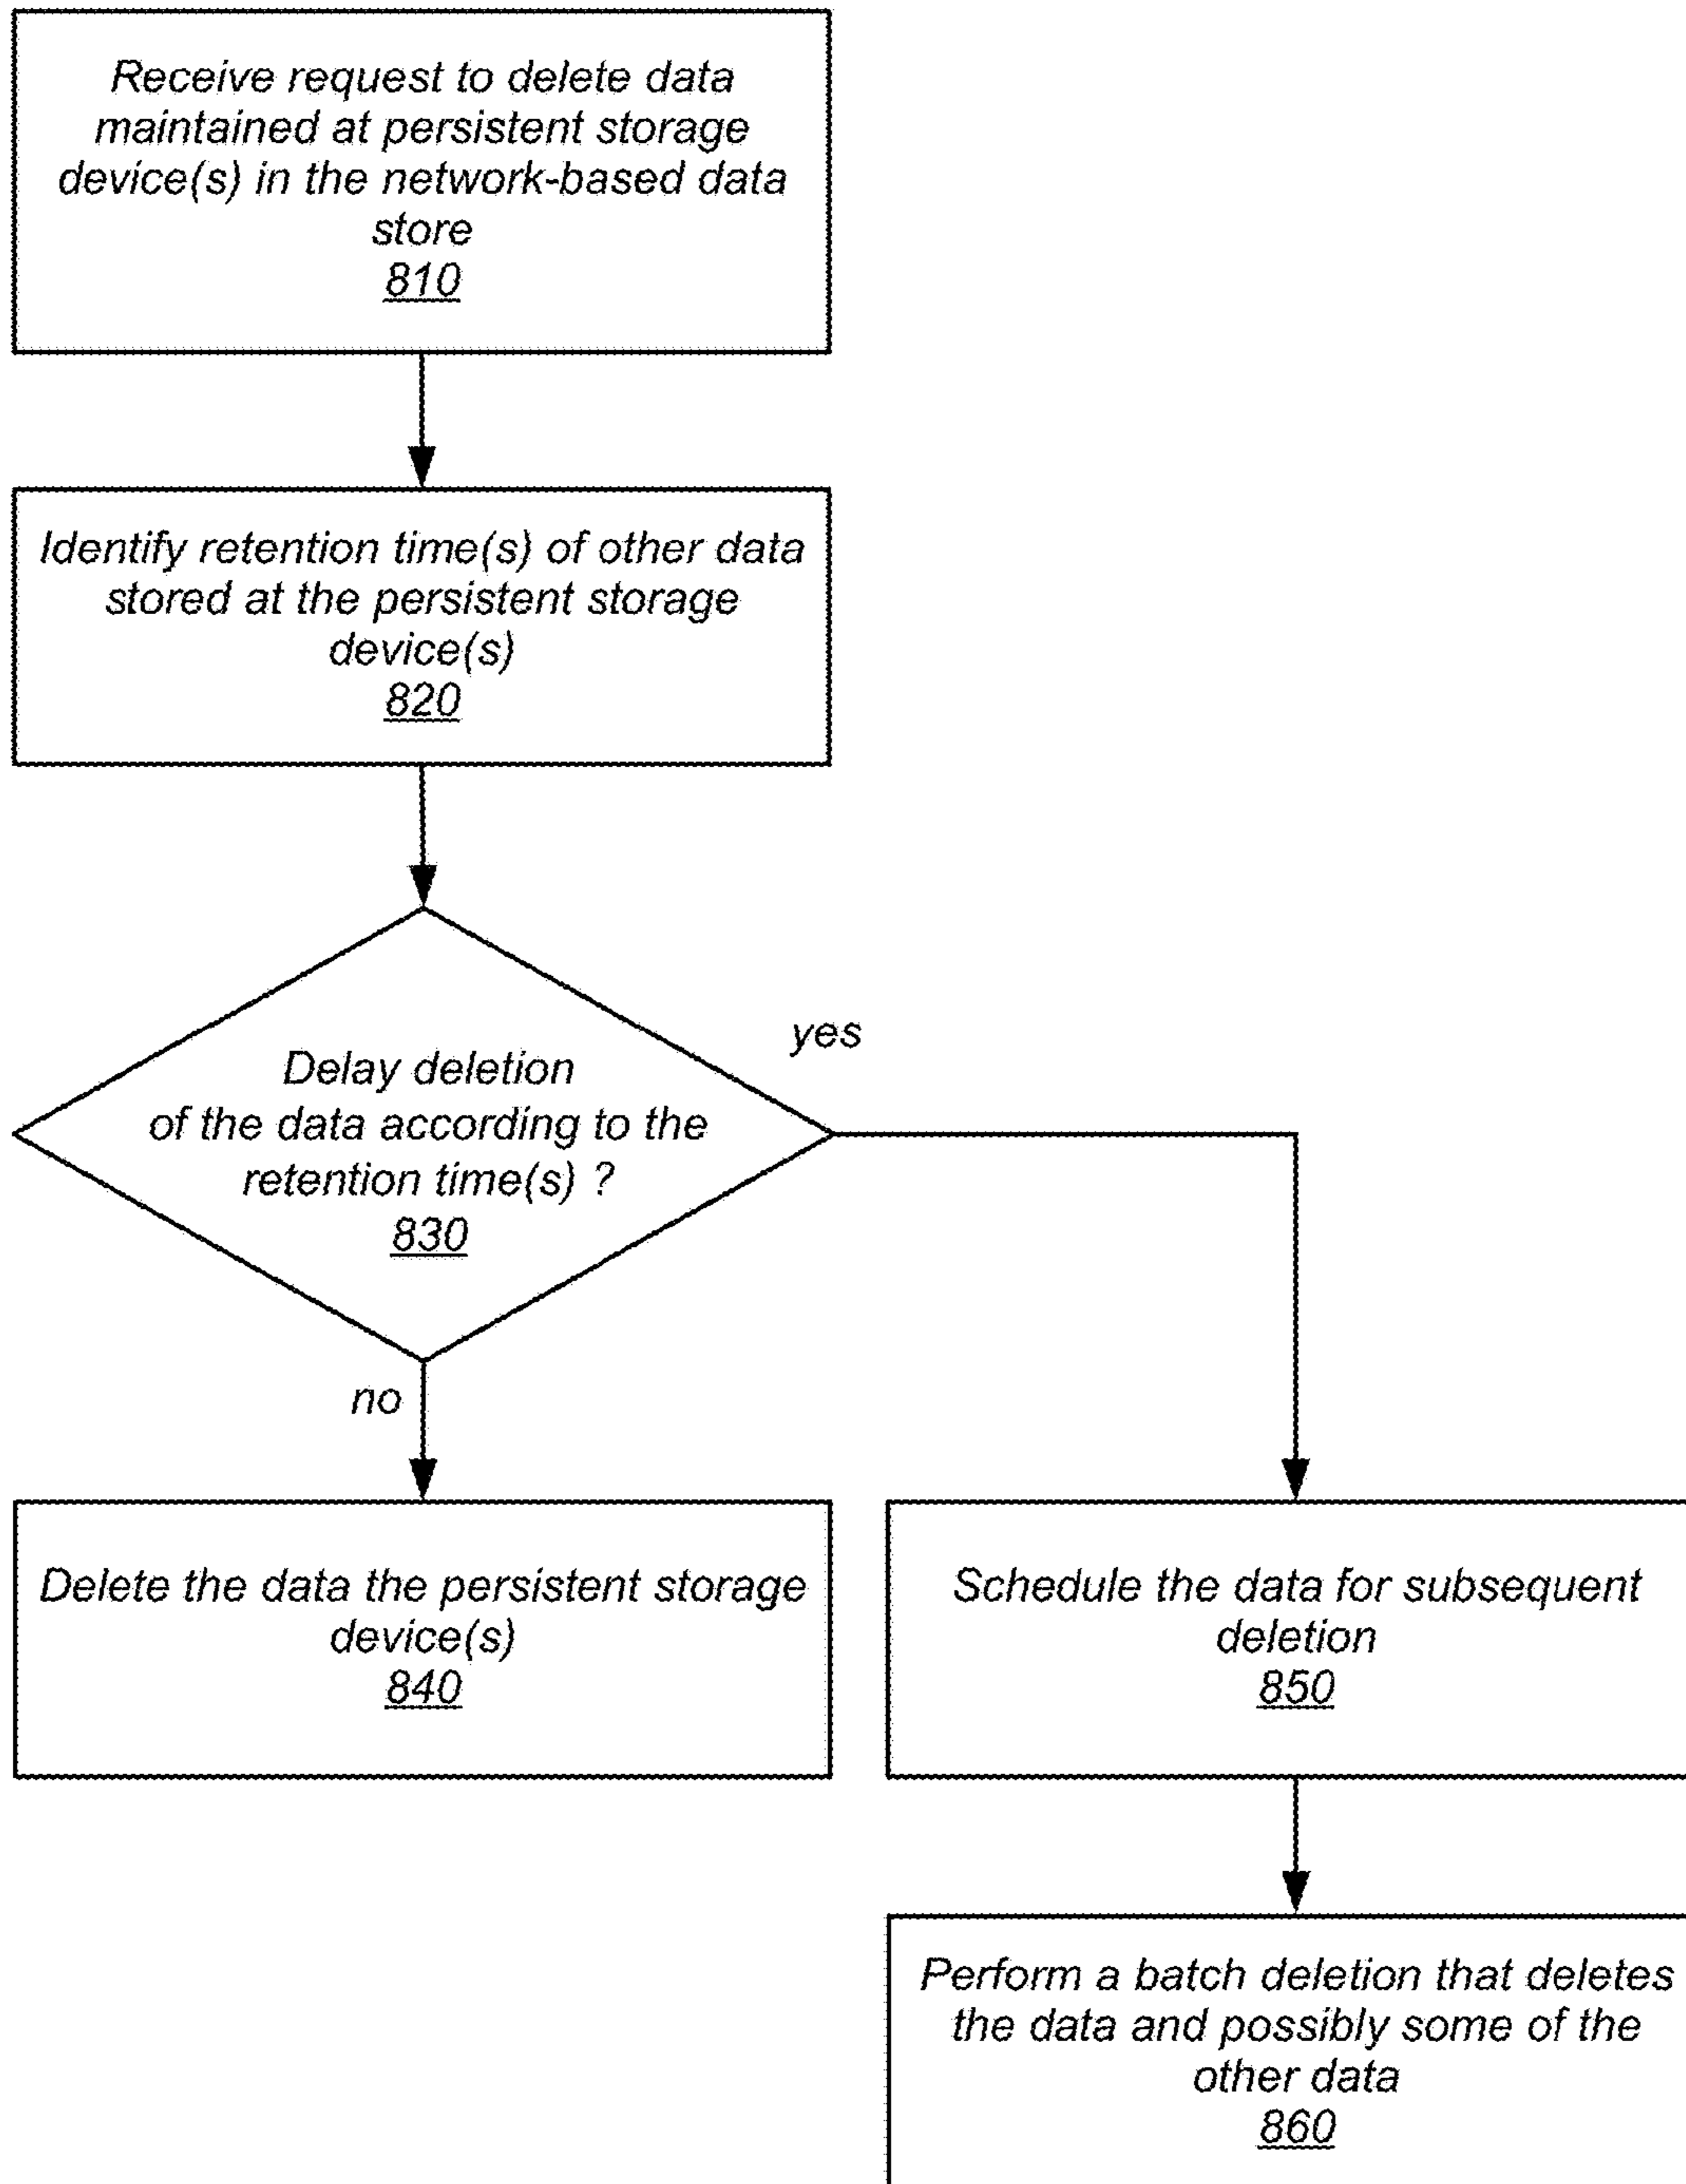 Receive request to delete data
maintained at persistent storage
device(s) in the network-based data
store
810
Identify retention time(s) of other data
stored at the persistent storage
device(s)
820
yes
Delay deletion
of the data according to the
retention time(s) ?
830
no
Delete the data the persistent storage
device(s)
840
Schedule the data for subsequent
deletion
850
Perform a batch deletion that deletes
the data and possibly some of the
other data
860